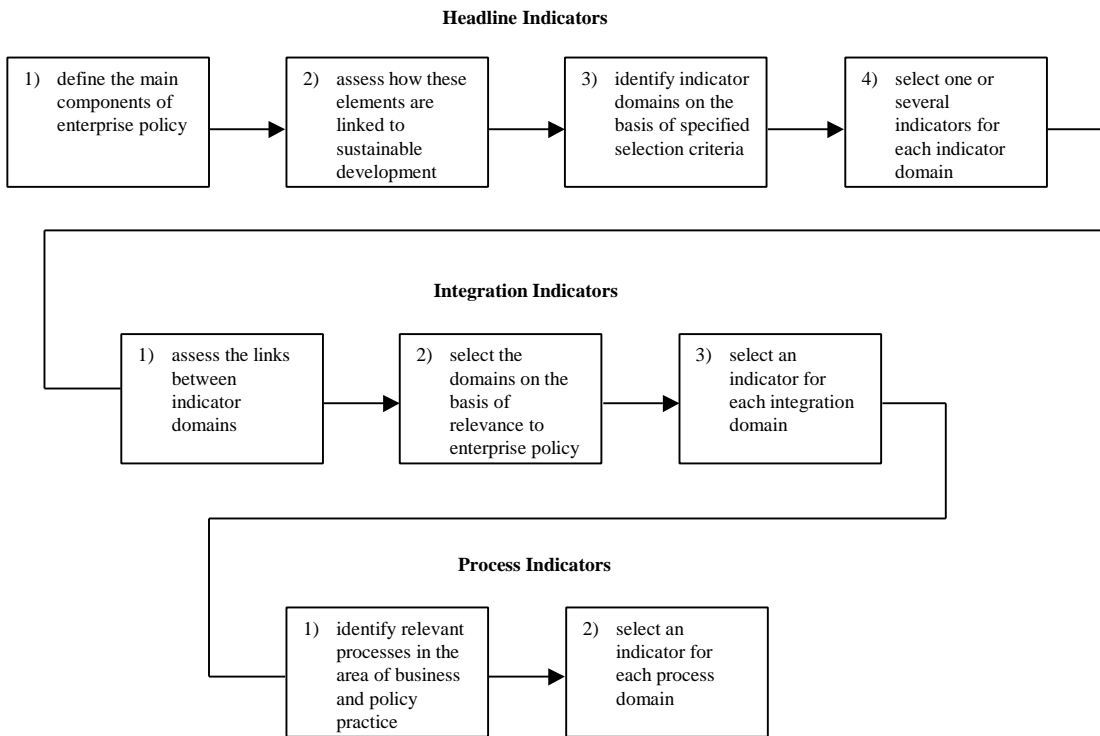 Headline Indicators
1) define the main
components of
enterprise policy
2) assess how these
elements are
linked to
sustainable
development
3) identify indicator
domains on the
basis of specified
selection criteria
4) select one or
several
indicators for
each indicator
domain
Integration Indicators
1) assess the links
between
indicator
domains
2) select the
domains on the
basis of
relevance to
enterprise policy
3) select an
indicator for
each integration
domain
Process Indicators
1) identify relevant
processes in the
area of business
and policy
practice
2) select an
indicator for
each process
domain